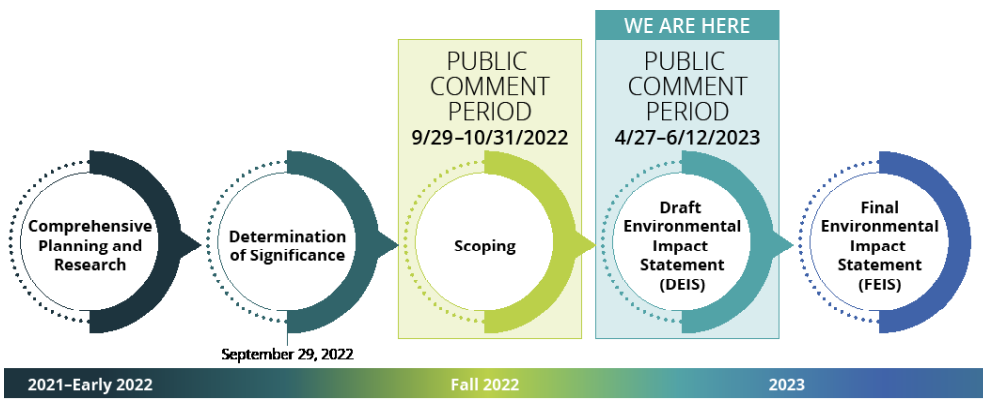 WE ARE HERE
PUBLIC
COMMENT
PERIOD
9/29–10/31/2022
PUBLIC
COMMENT
PERIOD
4/27–6/12/2023
Comprehensive
Planning and
Research
Determination
of Significance
Scoping
Draft
Environmental
Impact
Statement
(DEIS)
Final
Environmental
Impact
Statement
(FEIS)
September 29, 2022
2021–Early 2022
Fall 2022
2023